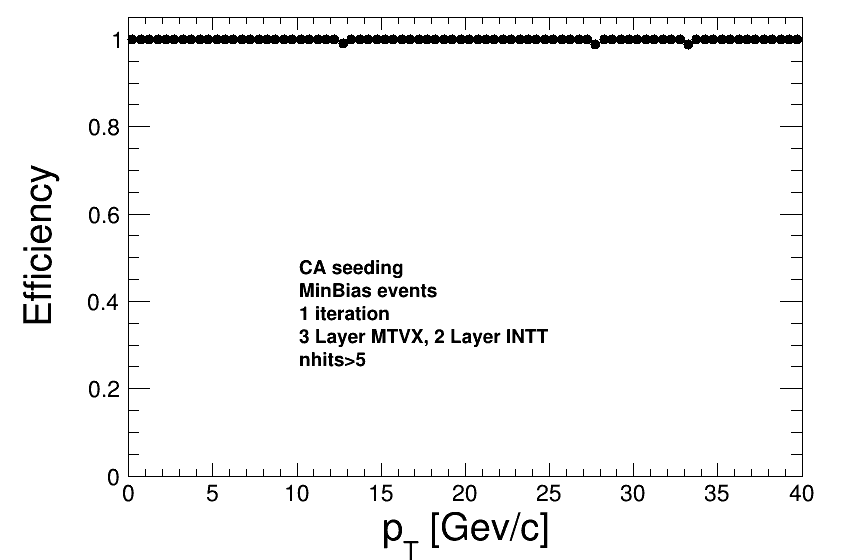 1
0.8
0.6
0.4
0.2
0
Efficiency
CA seeding
MinBias events
1 iteration
3 Layer MTVX, 2 Layer INTT
nhits>5
0 5 10 15 20 25 30 35 40
p_T [Gev/c]